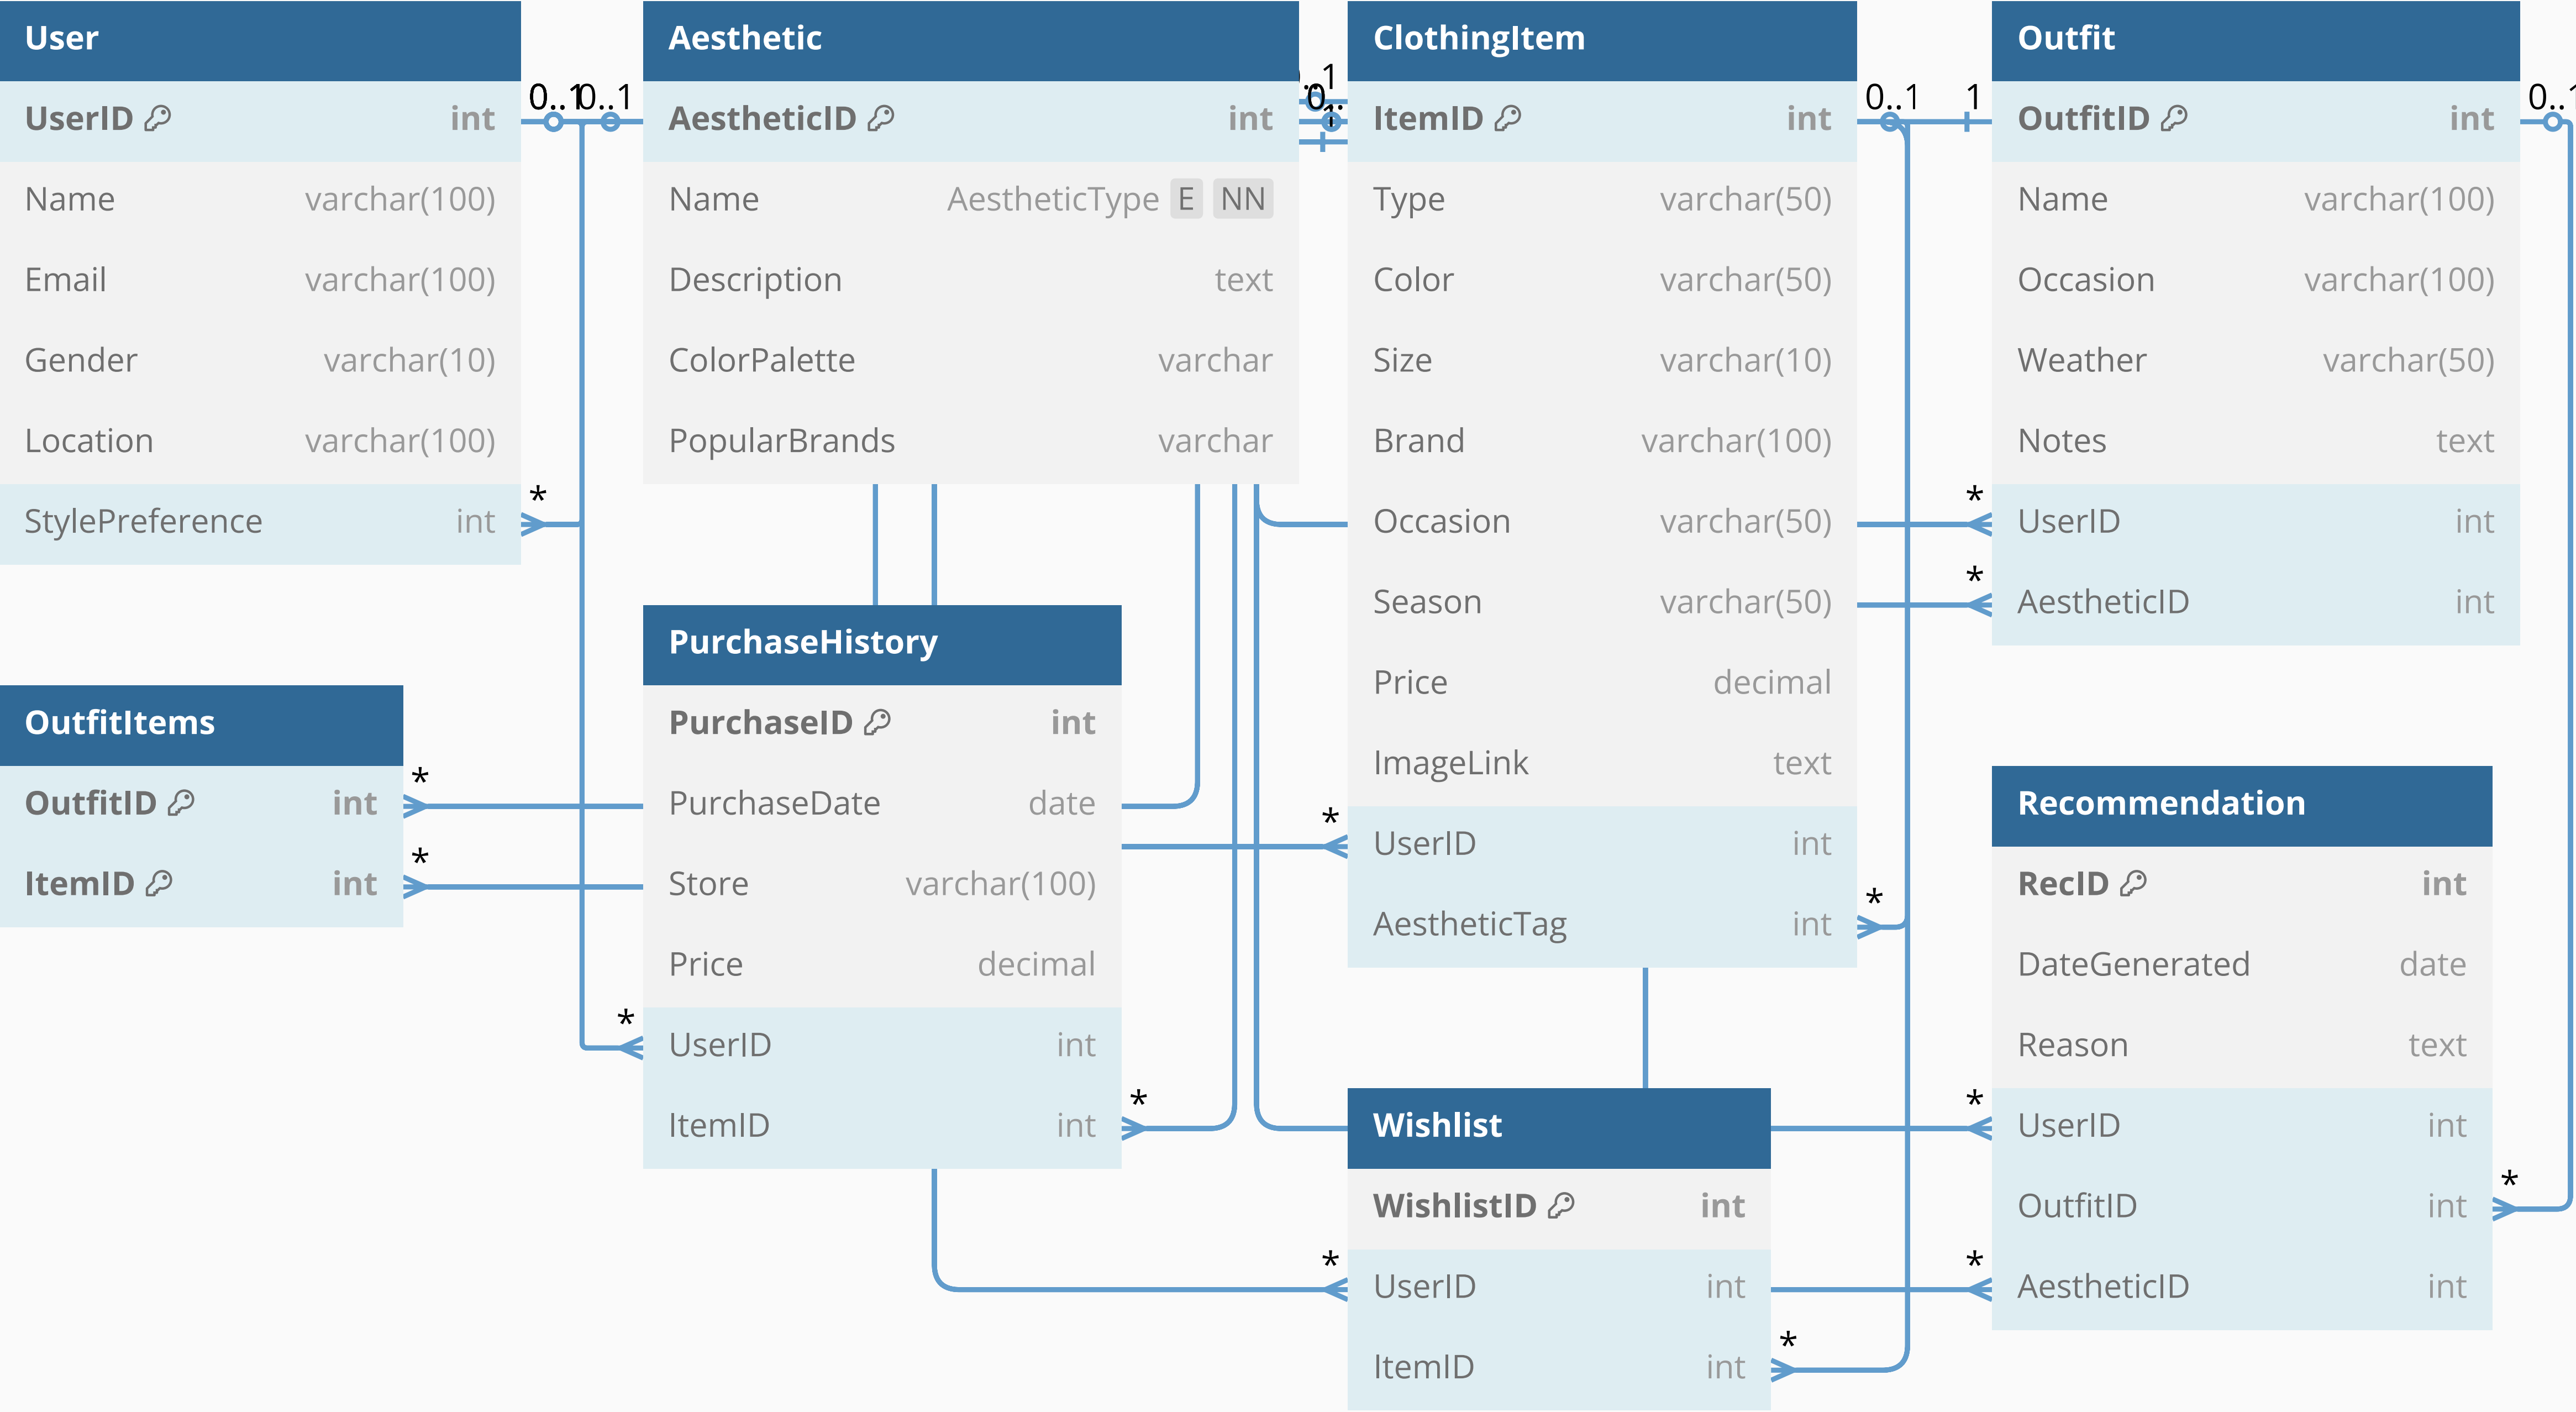 User
UserID int
Name varchar(100)
Email varchar(100)
Gender varchar(10)
Location varchar(100)
StylePreference int
0..1
0..1
*
Aesthetic
AestheticID int
Name AestheticType E NN
Description text
ColorPalette varchar
PopularBrands varchar
ClothingItem
ItemID int
Type varchar(50)
Color varchar(50)
Size varchar(10)
Brand varchar(100)
Occasion varchar(50)
Season varchar(50)
Price decimal
ImageLink text
* UserID int
AestheticTag int *
0..1
1
Outfit
OutfitID int
Name varchar(100)
Occasion varchar(100)
Weather varchar(50)
Notes text
* UserID int
* AestheticID int
OutfitItems
OutfitID int *
ItemID int *
PurchaseHistory
PurchaseID int
PurchaseDate date
Store varchar(100)
Price decimal
* UserID int
ItemID int *
Wishlist
WishlistID int
* UserID int
ItemID int *
Recommendation
RecID int
DateGenerated date
Reason text
* UserID int
OutfitID int *
* AestheticID int